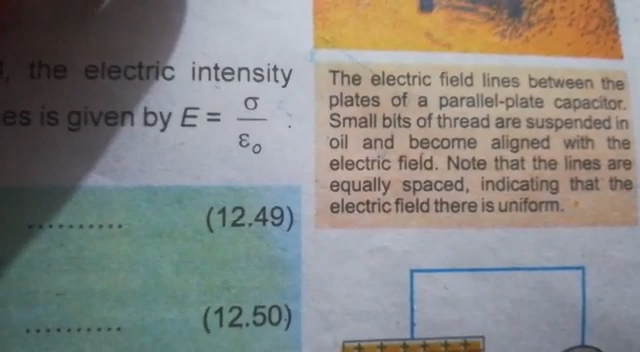 the electric intensity
es is given by E = σ / ε₀ .
.......... (12.49)
.......... (12.50)
The electric field lines between the
plates of a parallel-plate capacitor.
Small bits of thread are suspended in
oil and become aligned with the
electric field. Note that the lines are
equally spaced, indicating that the
electric field there is uniform.
+ + + + + +